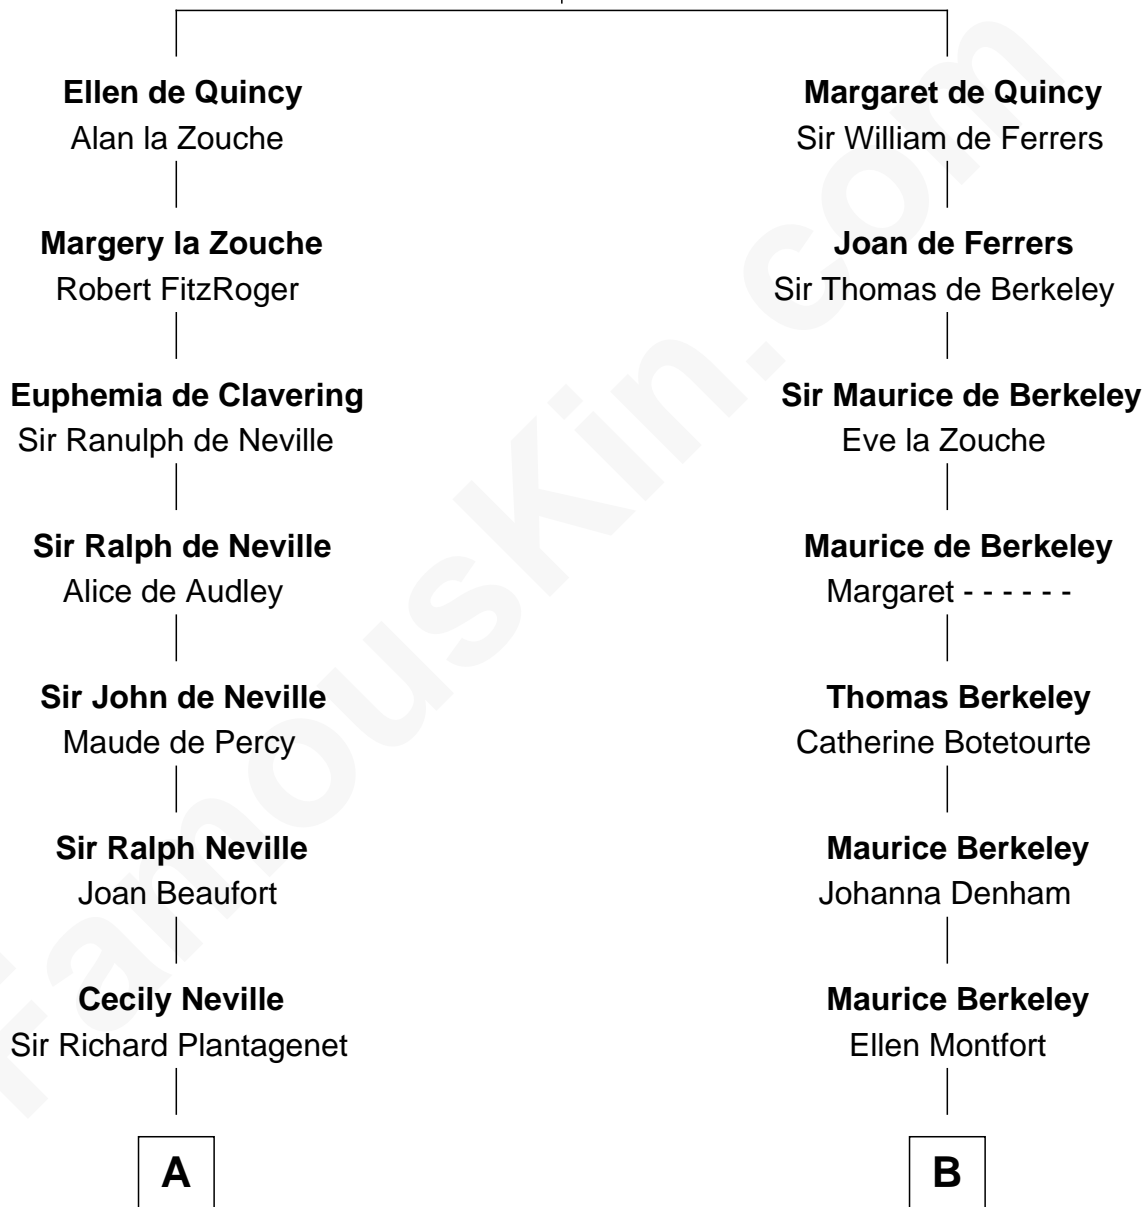 Ellen de Quincy
Alan la Zouche
Margaret de Quincy
Sir William de Ferrers
Margery la Zouche
Robert FitzRoger
Joan de Ferrers
Sir Thomas de Berkeley
Euphemia de Clavering
Sir Ranulph de Neville
Sir Maurice de Berkeley
Eve la Zouche
Sir Ralph de Neville
Alice de Audley
Maurice de Berkeley
Margaret - - - - - -
Sir John de Neville
Maude de Percy
Thomas Berkeley
Catherine Botetourte
Sir Ralph Neville
Joan Beaufort
Maurice Berkeley
Johanna Denham
Cecily Neville
Sir Richard Plantagenet
Maurice Berkeley
Ellen Montfort
A
B
FamousKin.com